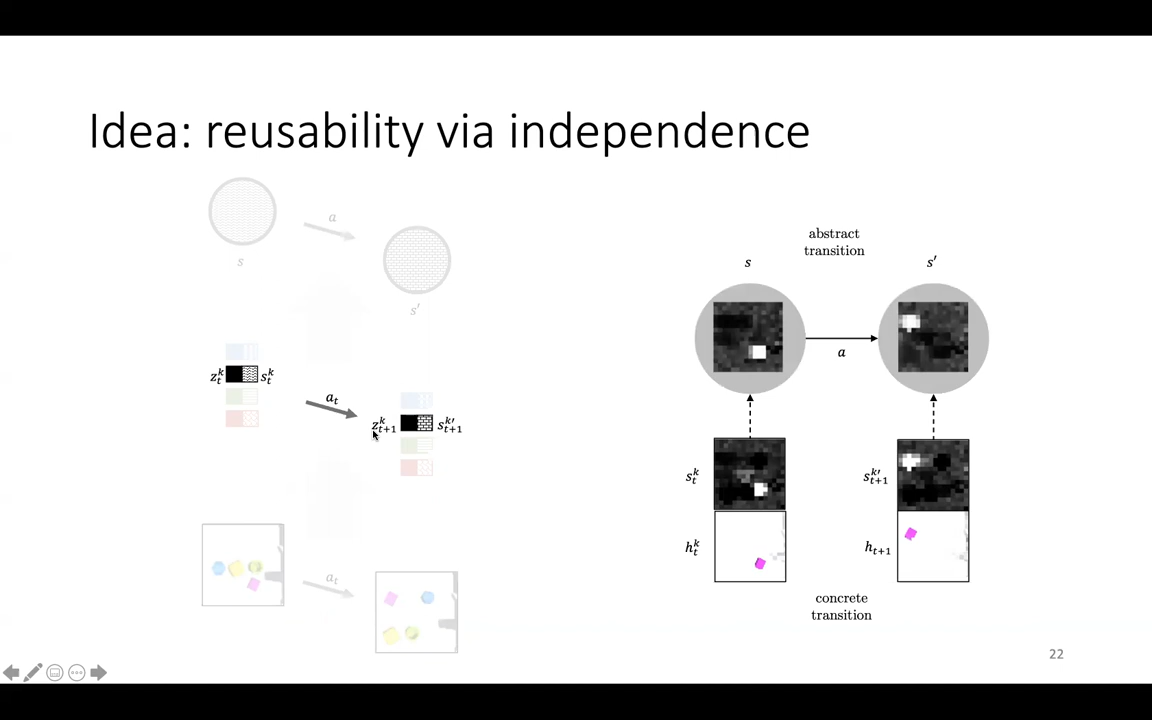 Idea: reusability via independence
a
s
s′
z_t^k s_t^k
a_t
z_{t+1}^k s_{t+1}^{k′}
a_t
abstract
transition
s s′
a
s_t^k s_{t+1}^{k′}
h_t^k h_{t+1}
concrete
transition
22